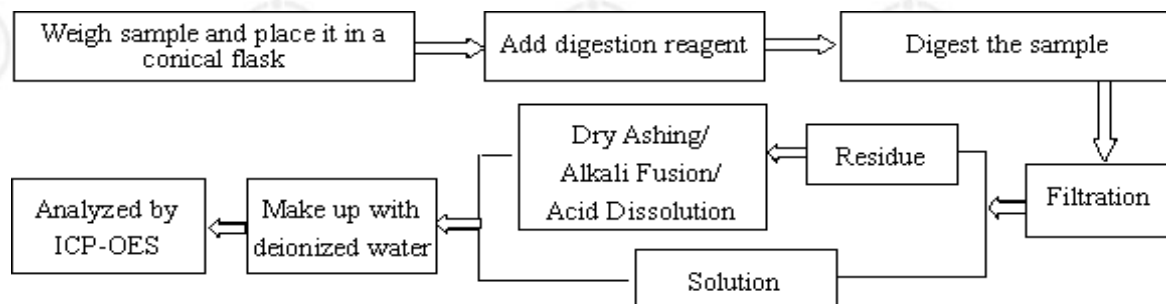 Weigh sample and place it in a
conical flask
Add digestion reagent
Digest the sample
Filtration
Residue
Dry Ashing/
Alkali Fusion/
Acid Dissolution
Solution
Make up with
deionized water
Analyzed by
ICP-OES